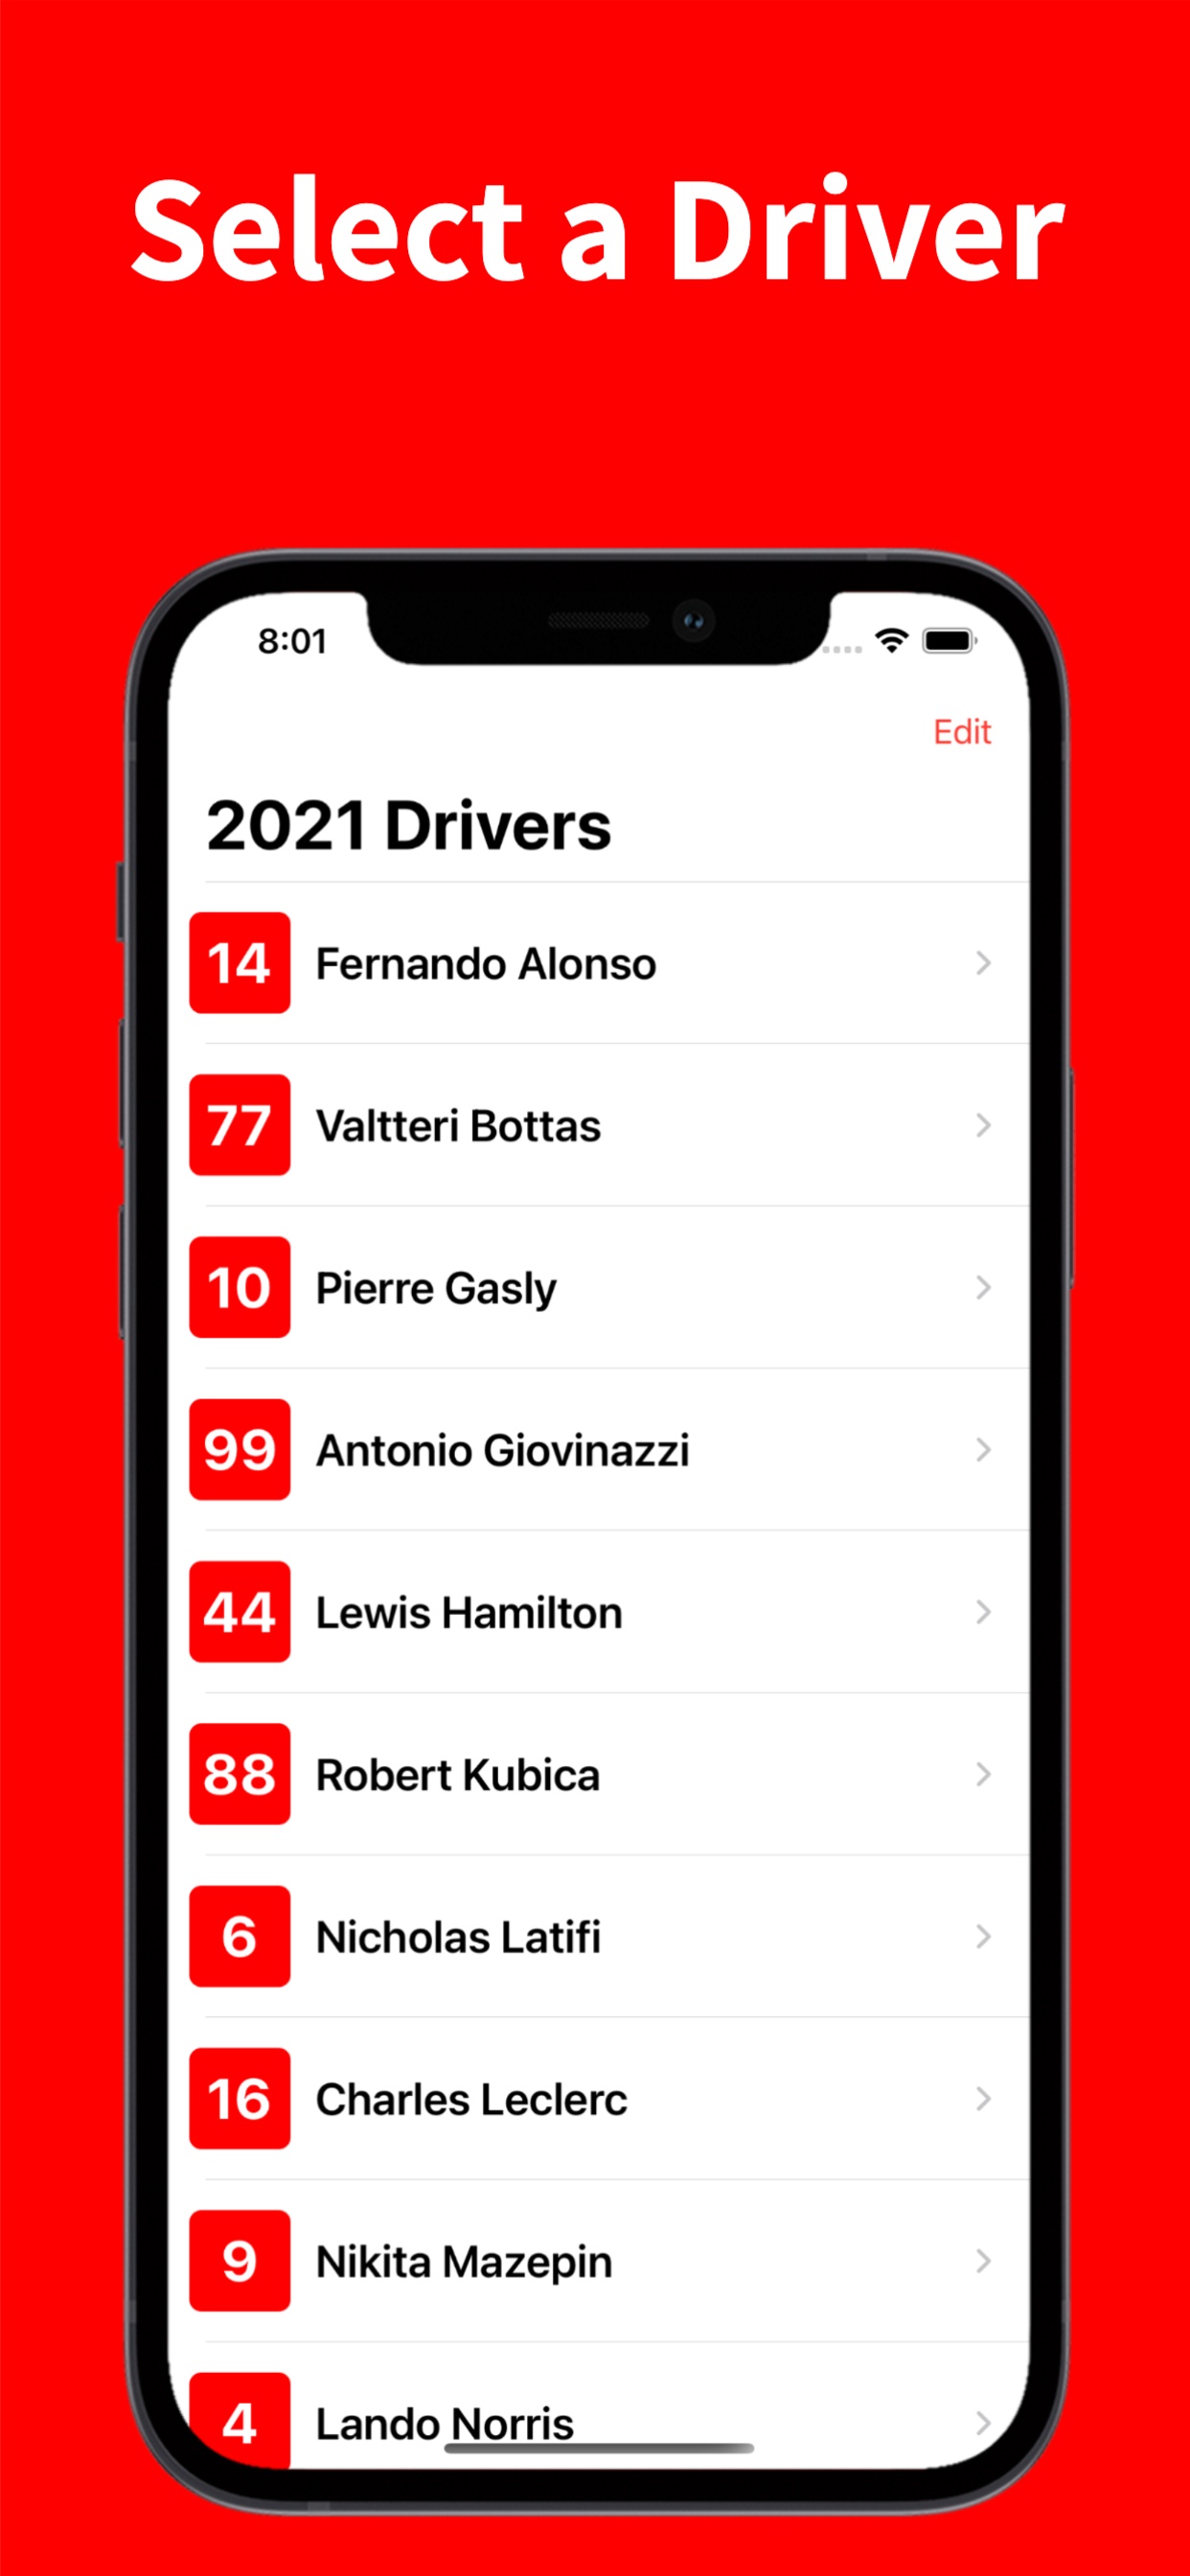 Select a Driver
8:01
Edit
2021 Drivers
14 Fernando Alonso
77 Valtteri Bottas
10 Pierre Gasly
99 Antonio Giovinazzi
44 Lewis Hamilton
88 Robert Kubica
6 Nicholas Latifi
16 Charles Leclerc
9 Nikita Mazepin
4 Lando Norris